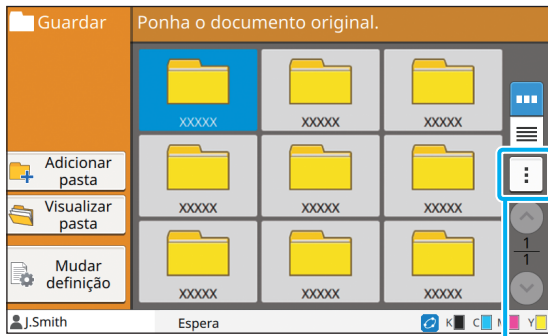 Guardar
Ponha o documento original.
XXXXX
XXXXX
XXXXX
Adicionar
pasta
XXXXX
XXXXX
XXXXX
Visualizar
pasta
1
1
Mudar
definição
XXXXX
XXXXX
XXXXX
J.Smith
Espera
K C M Y